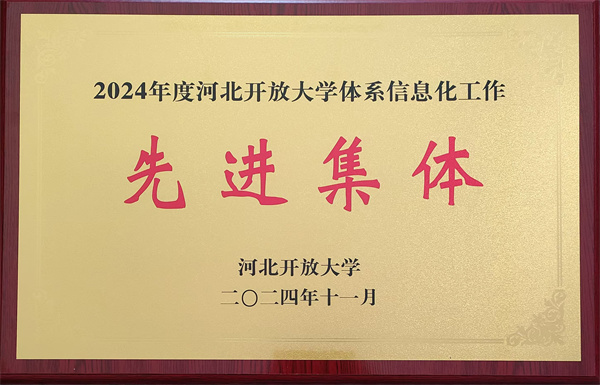 2024年度河北开放大学体系信息化工作
先进集体
河北开放大学
二〇二四年十一月